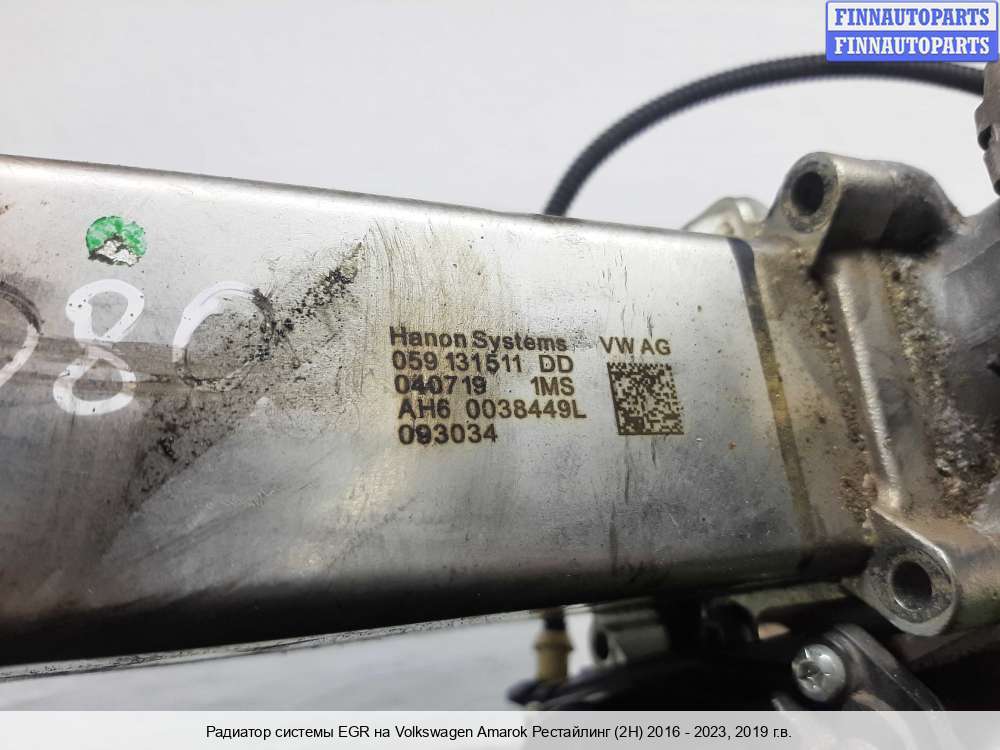 FINNAUTOPARTS
FINNAUTOPARTS
080
Hanon Systems VW AG
059 131511 DD
040719 1MS
AH6 0038449L
093034
Радиатор системы EGR на Volkswagen Amarok Рестайлинг (2H) 2016 - 2023, 2019 г.в.